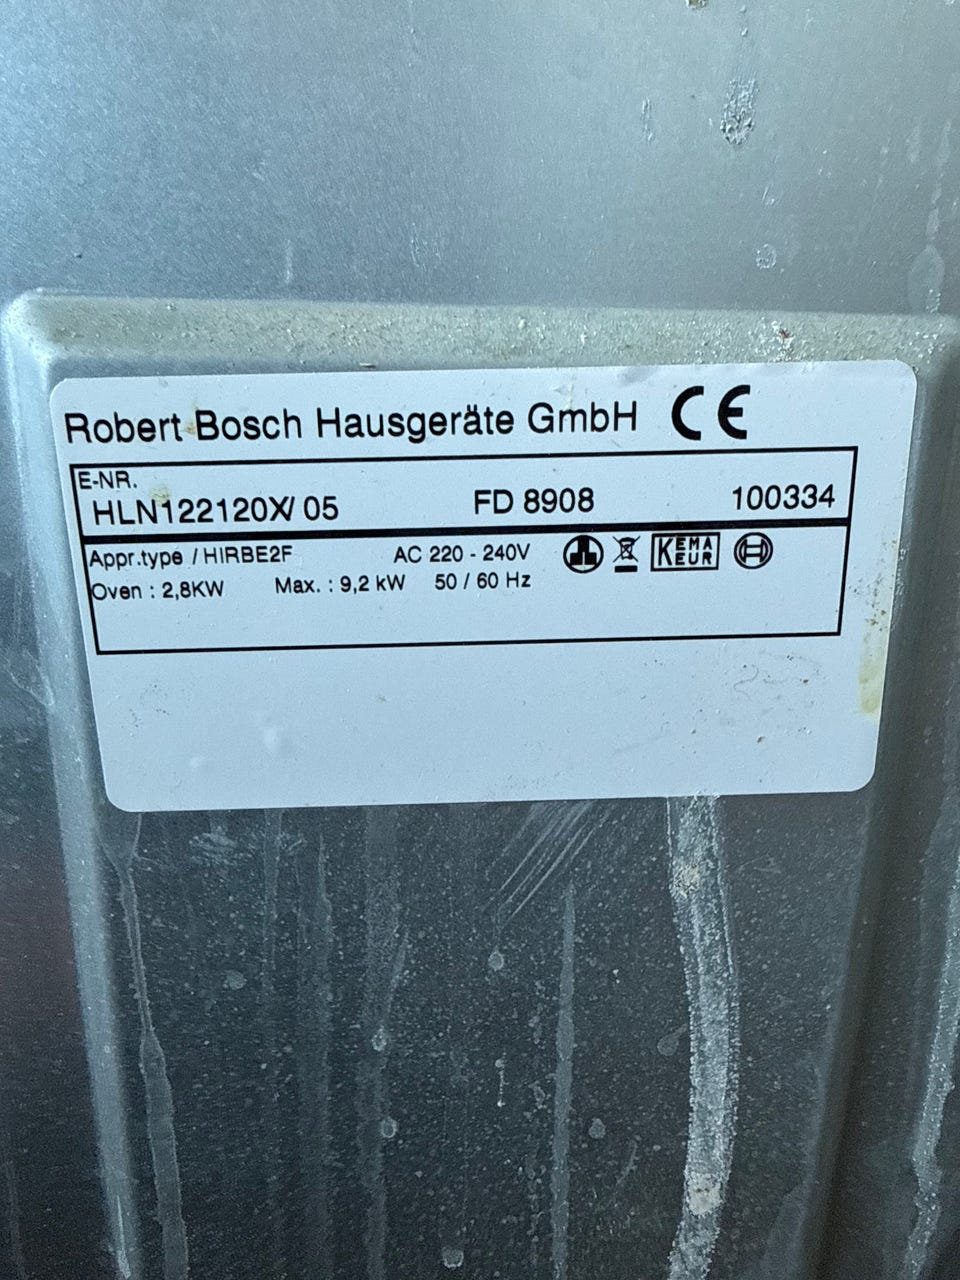 Robert Bosch Hausgeräte GmbH CE
E-NR.
HLN122120X/ 05 FD 8908 100334
Appr.type / HIRBE2F AC 220 - 240V KEMA KEUR
Oven : 2,8KW Max. : 9,2 kW 50 / 60 Hz